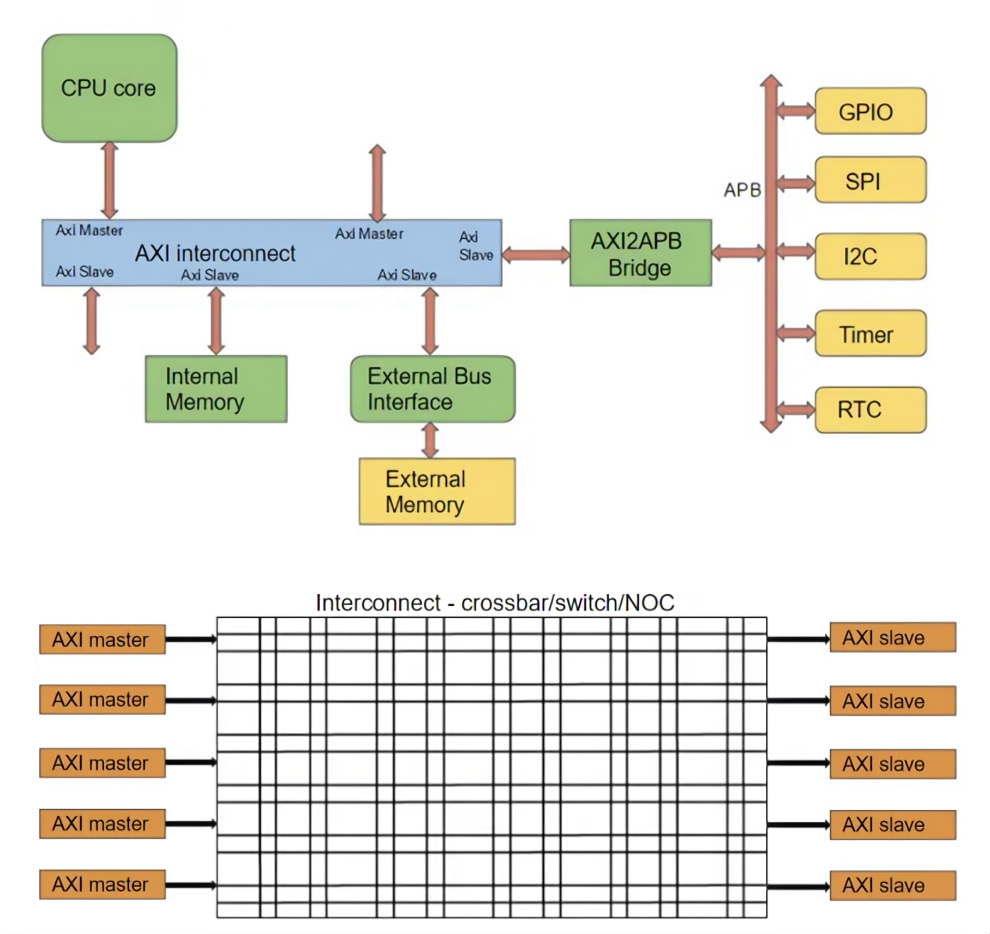 CPU core
Axi Master
AXI interconnect
Axi Master
Axi
Slave
Axi Slave
Axi Slave
Axi Slave
AXI2APB
Bridge
APB
GPIO
SPI
I2C
Timer
RTC
Internal
Memory
External Bus
Interface
External
Memory
Interconnect - crossbar/switch/NOC
AXI master
AXI slave
AXI master
AXI slave
AXI master
AXI slave
AXI master
AXI slave
AXI master
AXI slave